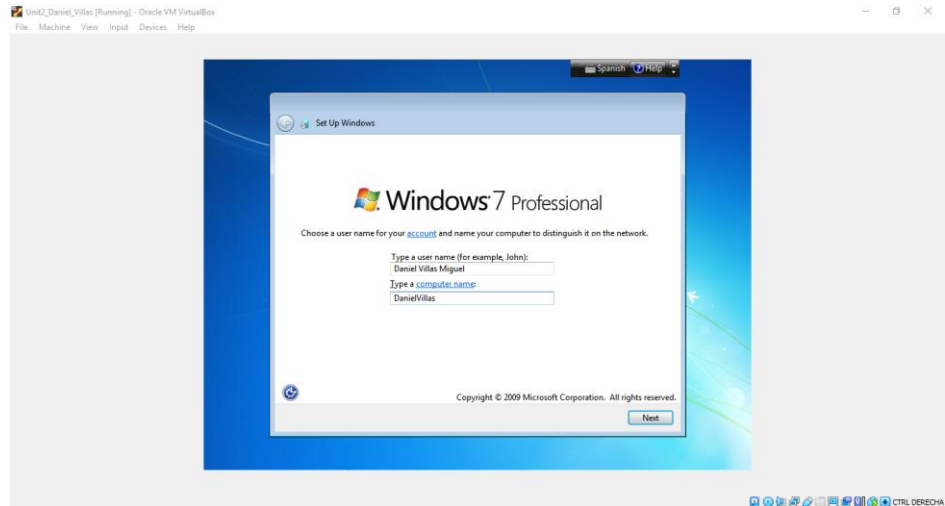 Unit2_Daniel_Villas [Running] - Oracle VM VirtualBox
File Machine View Input Devices Help
Spanish Help
Set Up Windows
Windows 7 Professional
Choose a user name for your account and name your computer to distinguish it on the network.
Type a user name (for example, John):
Daniel Villas Miguel
Type a computer name:
DanielVillas
Copyright © 2009 Microsoft Corporation. All rights reserved.
Next
CTRL DERECHA